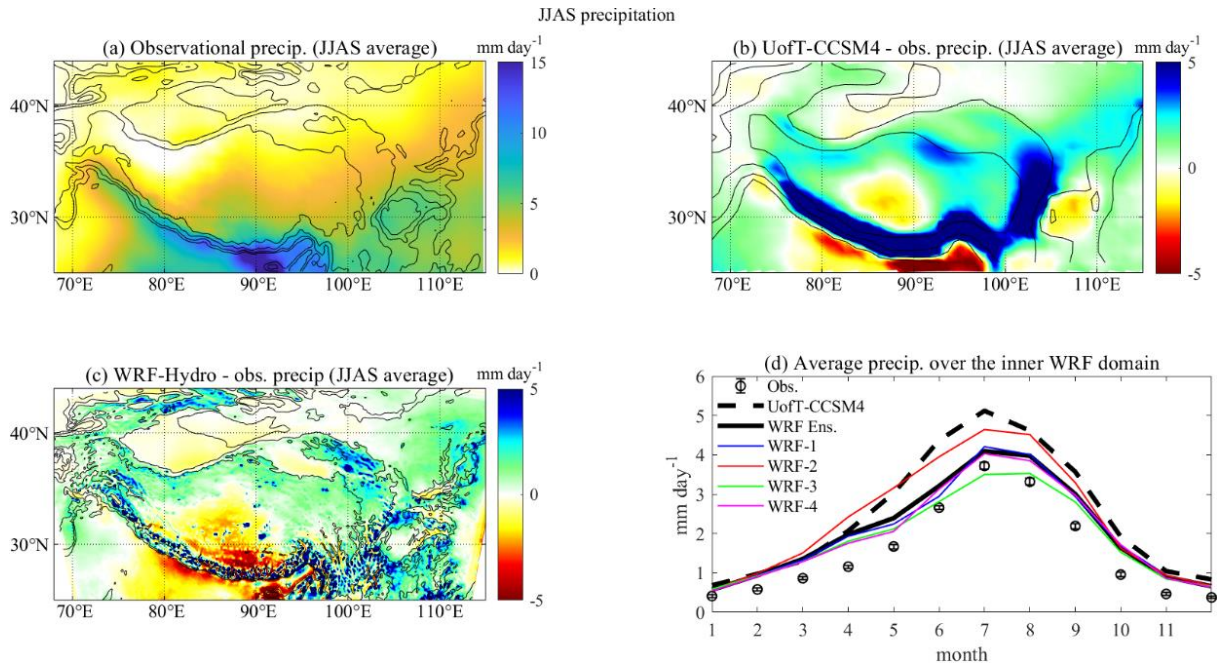 JJAS precipitation
(a) Observational precip. (JJAS average)
mm day-1
15
10
5
0
40°N
30°N
70°E 80°E 90°E 100°E 110°E
(b) UofT-CCSM4 - obs. precip. (JJAS average)
mm day-1
5
0
-5
40°N
30°N
70°E 80°E 90°E 100°E 110°E
(c) WRF-Hydro - obs. precip (JJAS average)
mm day-1
5
0
-5
40°N
30°N
70°E 80°E 90°E 100°E 110°E
(d) Average precip. over the inner WRF domain
Obs.
UofT-CCSM4
WRF Ens.
WRF-1
WRF-2
WRF-3
WRF-4
6
5
4
3
2
1
0
mm day-1
1 2 3 4 5 6 7 8 9 10 11
month